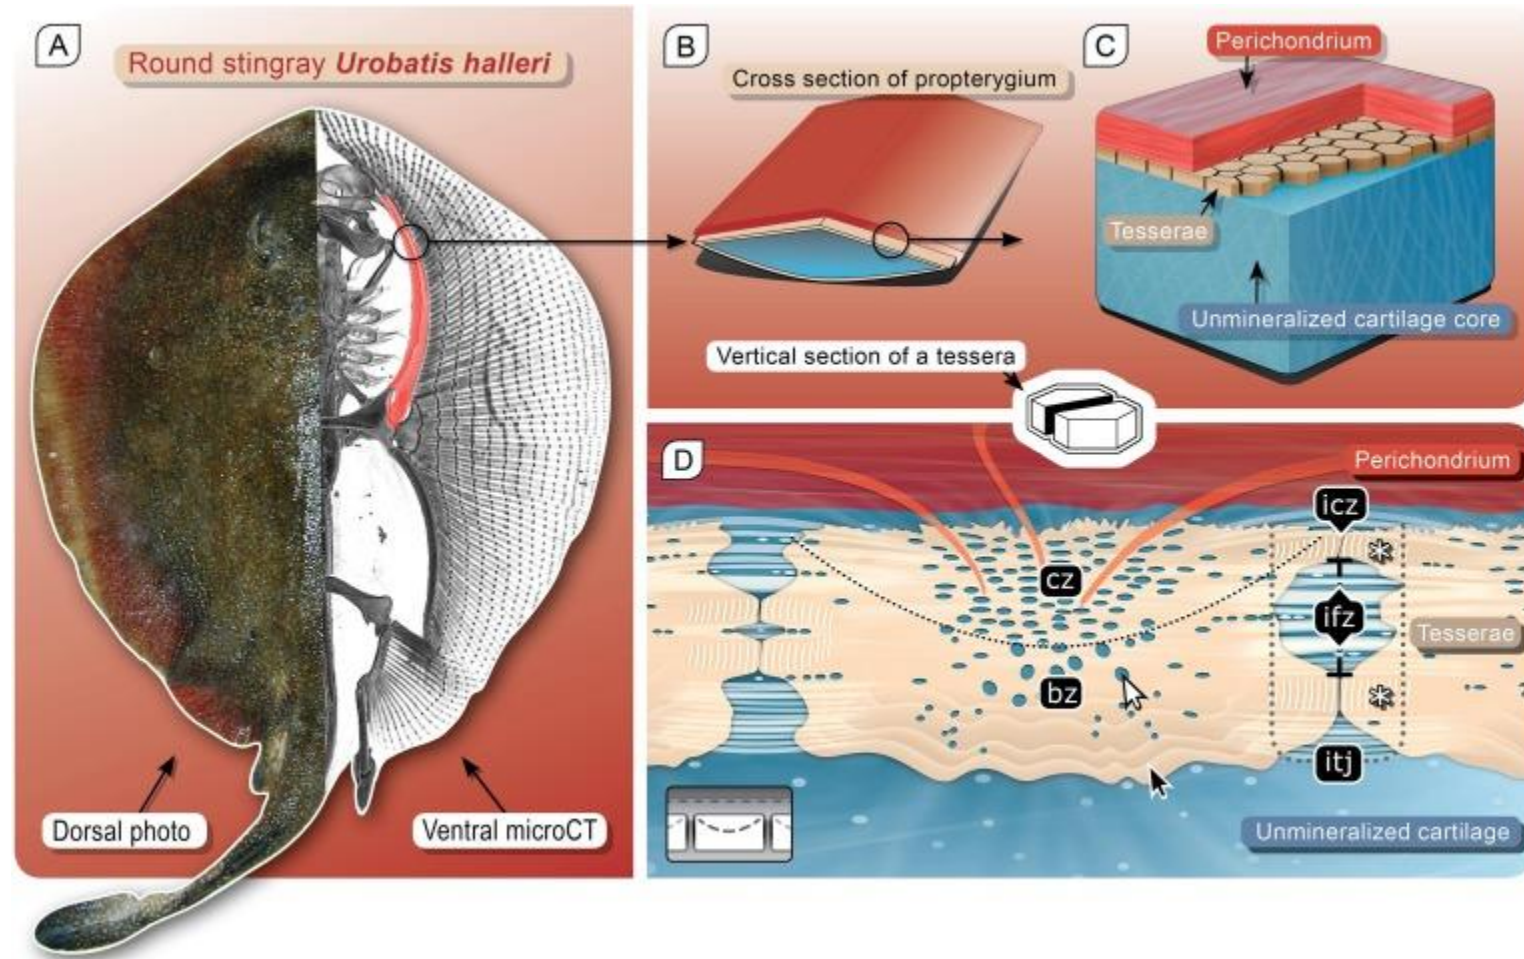 A
Round stingray Urobatis halleri
Dorsal photo
Ventral microCT
B
Cross section of propterygium
C
Perichondrium
Tesserae
Unmineralized cartilage core
Vertical section of a tessera
D
Perichondrium
icz
*
cz
ifz
Tesserae
bz
*
itj
Unmineralized cartilage